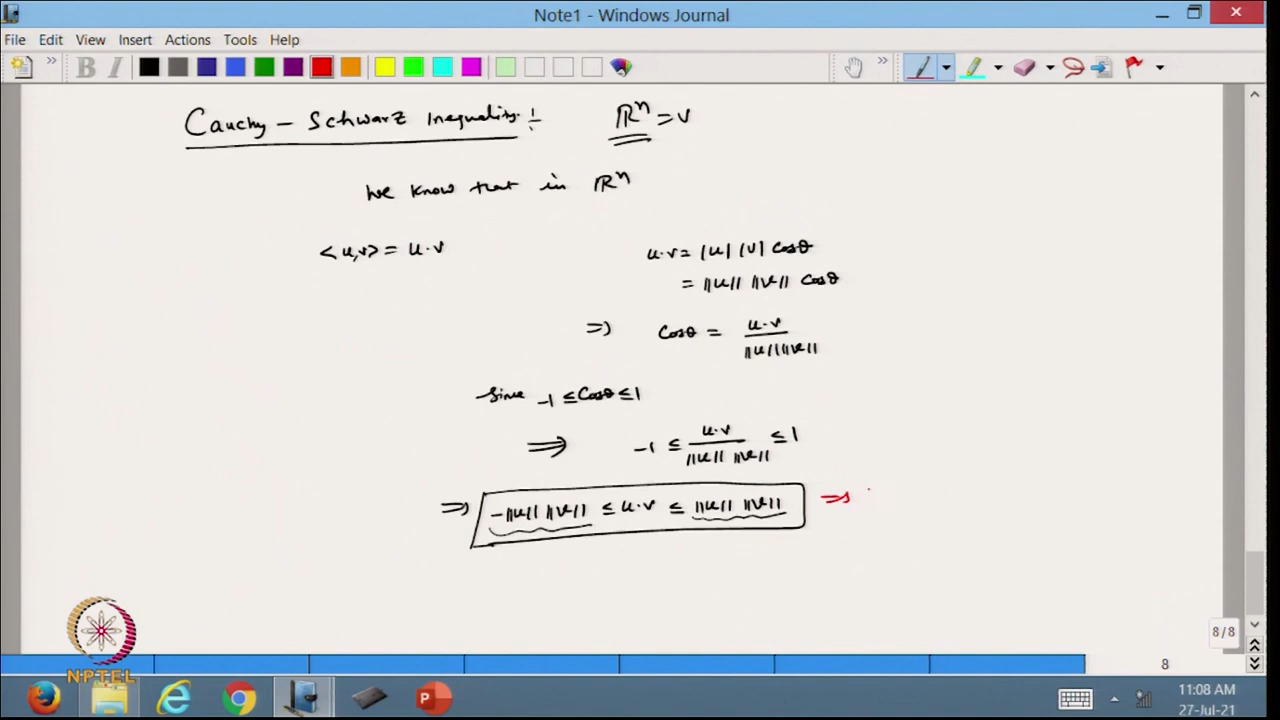 Note1 - Windows Journal
File Edit View Insert Actions Tools Help
Cauchy - Schwarz Inequality :- ℝⁿ = V
We know that in ℝⁿ
<u,v> = u·v
u·v = |u| |v| cosθ
= ||u|| ||v|| cosθ
=> cosθ = u·v / ||u|| ||v||
Since -1 ≤ cosθ ≤ 1
=> -1 ≤ u·v / ||u|| ||v|| ≤ 1
=> -||u|| ||v|| ≤ u·v ≤ ||u|| ||v|| =>
8/8
NPTEL
8
11:08 AM
27-Jul-21